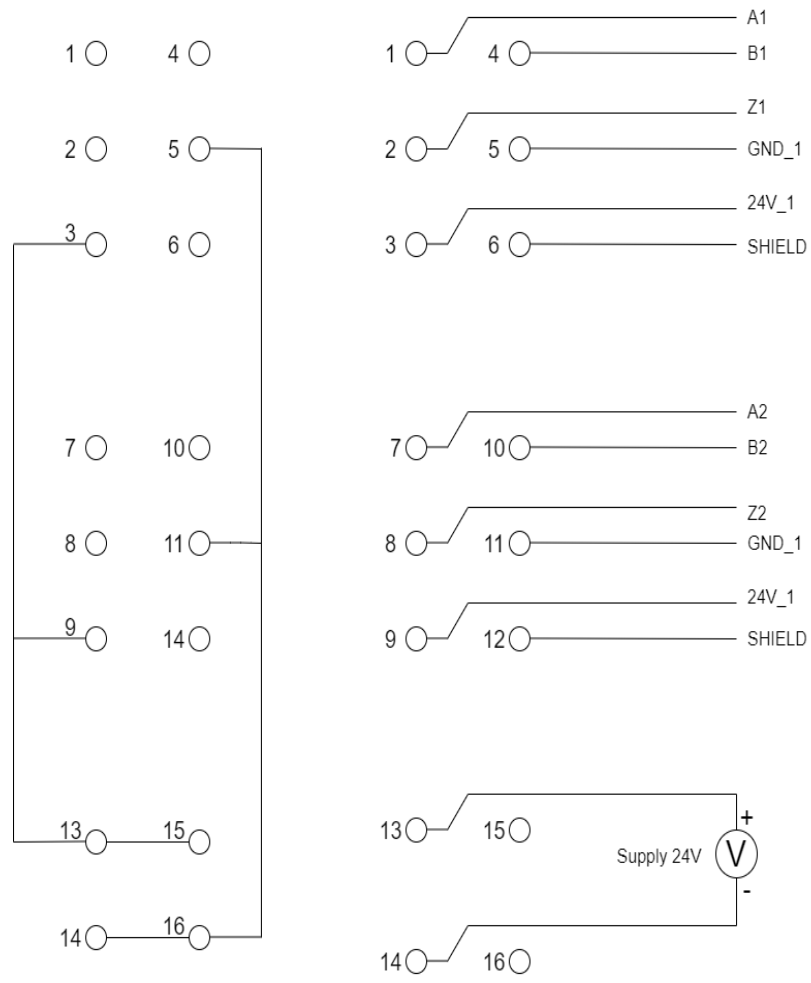 A1
1 4 1 4 B1
Z1
2 5 2 5 GND_1
24V_1
3 6 3 6 SHIELD
A2
7 10 7 10 B2
Z2
8 11 8 11 GND_1
24V_1
9 14 9 12 SHIELD
13 15 13 15 +
Supply 24V V
-
14 16 14 16